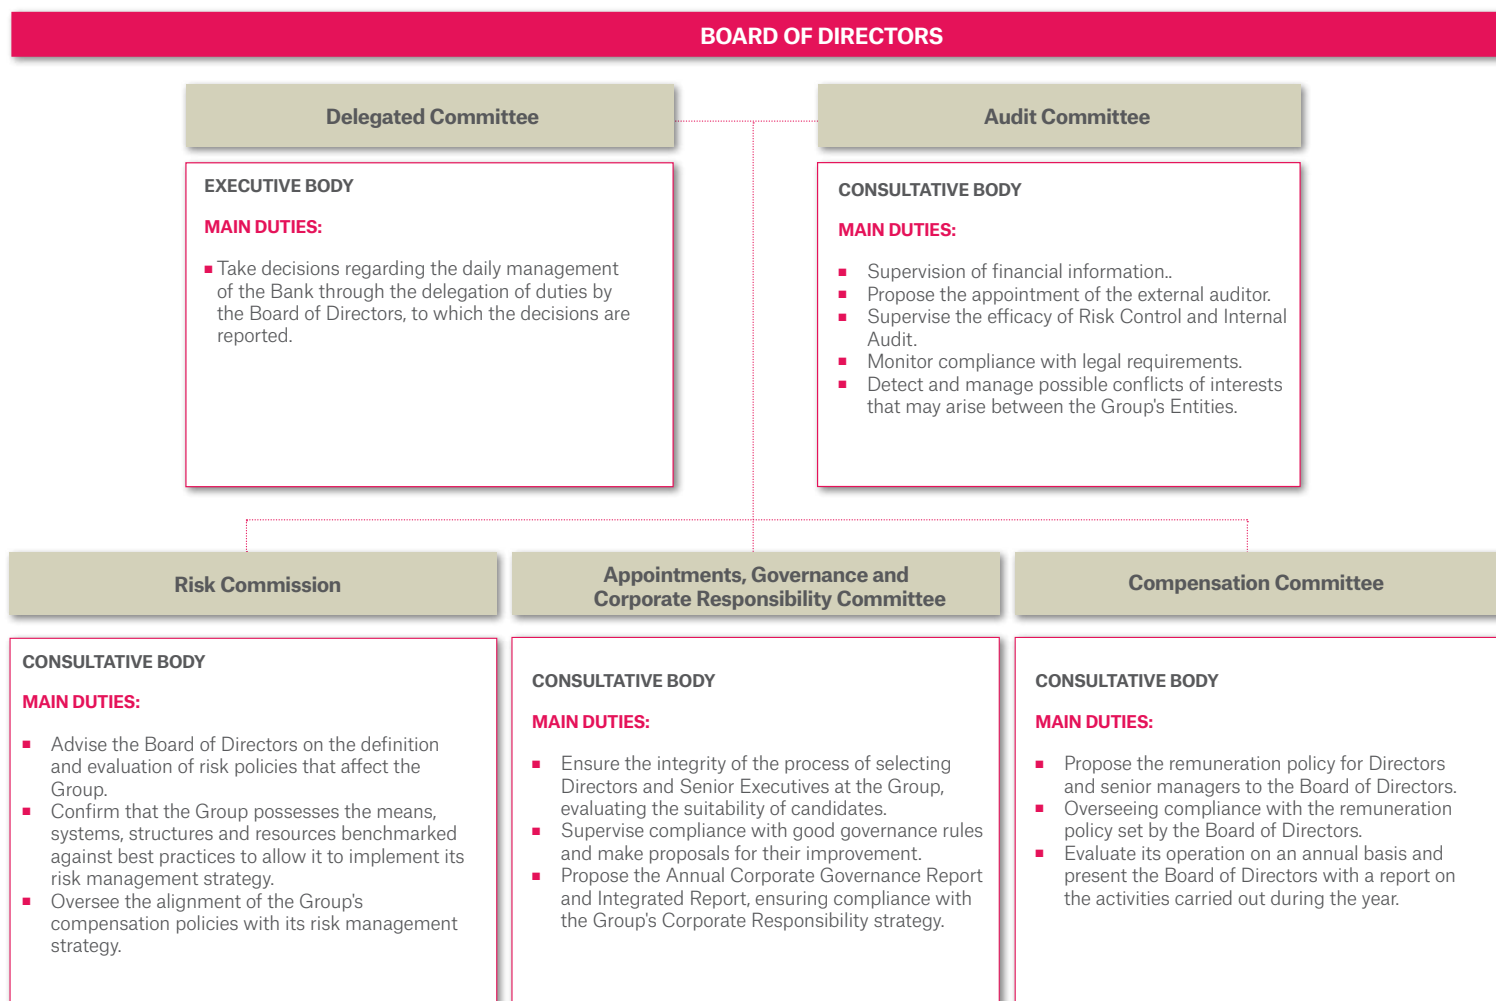 BOARD OF DIRECTORS
Delegated Committee
EXECUTIVE BODY
MAIN DUTIES:
■ Take decisions regarding the daily management
of the Bank through the delegation of duties by
the Board of Directors, to which the decisions are
reported.
Audit Committee
CONSULTATIVE BODY
MAIN DUTIES:
■ Supervision of financial information..
■ Propose the appointment of the external auditor.
■ Supervise the efficacy of Risk Control and Internal
Audit.
■ Monitor compliance with legal requirements.
■ Detect and manage possible conflicts of interests
that may arise between the Group's Entities.
Risk Commission
CONSULTATIVE BODY
MAIN DUTIES:
■ Advise the Board of Directors on the definition
and evaluation of risk policies that affect the
Group.
■ Confirm that the Group possesses the means,
systems, structures and resources benchmarked
against best practices to allow it to implement its
risk management strategy.
■ Oversee the alignment of the Group's
compensation policies with its risk management
strategy.
Appointments, Governance and
Corporate Responsibility Committee
CONSULTATIVE BODY
MAIN DUTIES:
■ Ensure the integrity of the process of selecting
Directors and Senior Executives at the Group,
evaluating the suitability of candidates.
■ Supervise compliance with good governance rules
and make proposals for their improvement.
■ Propose the Annual Corporate Governance Report
and Integrated Report, ensuring compliance with
the Group's Corporate Responsibility strategy.
Compensation Committee
CONSULTATIVE BODY
MAIN DUTIES:
■ Propose the remuneration policy for Directors
and senior managers to the Board of Directors.
■ Overseeing compliance with the remuneration
policy set by the Board of Directors.
■ Evaluate its operation on an annual basis and
present the Board of Directors with a report on
the activities carried out during the year.